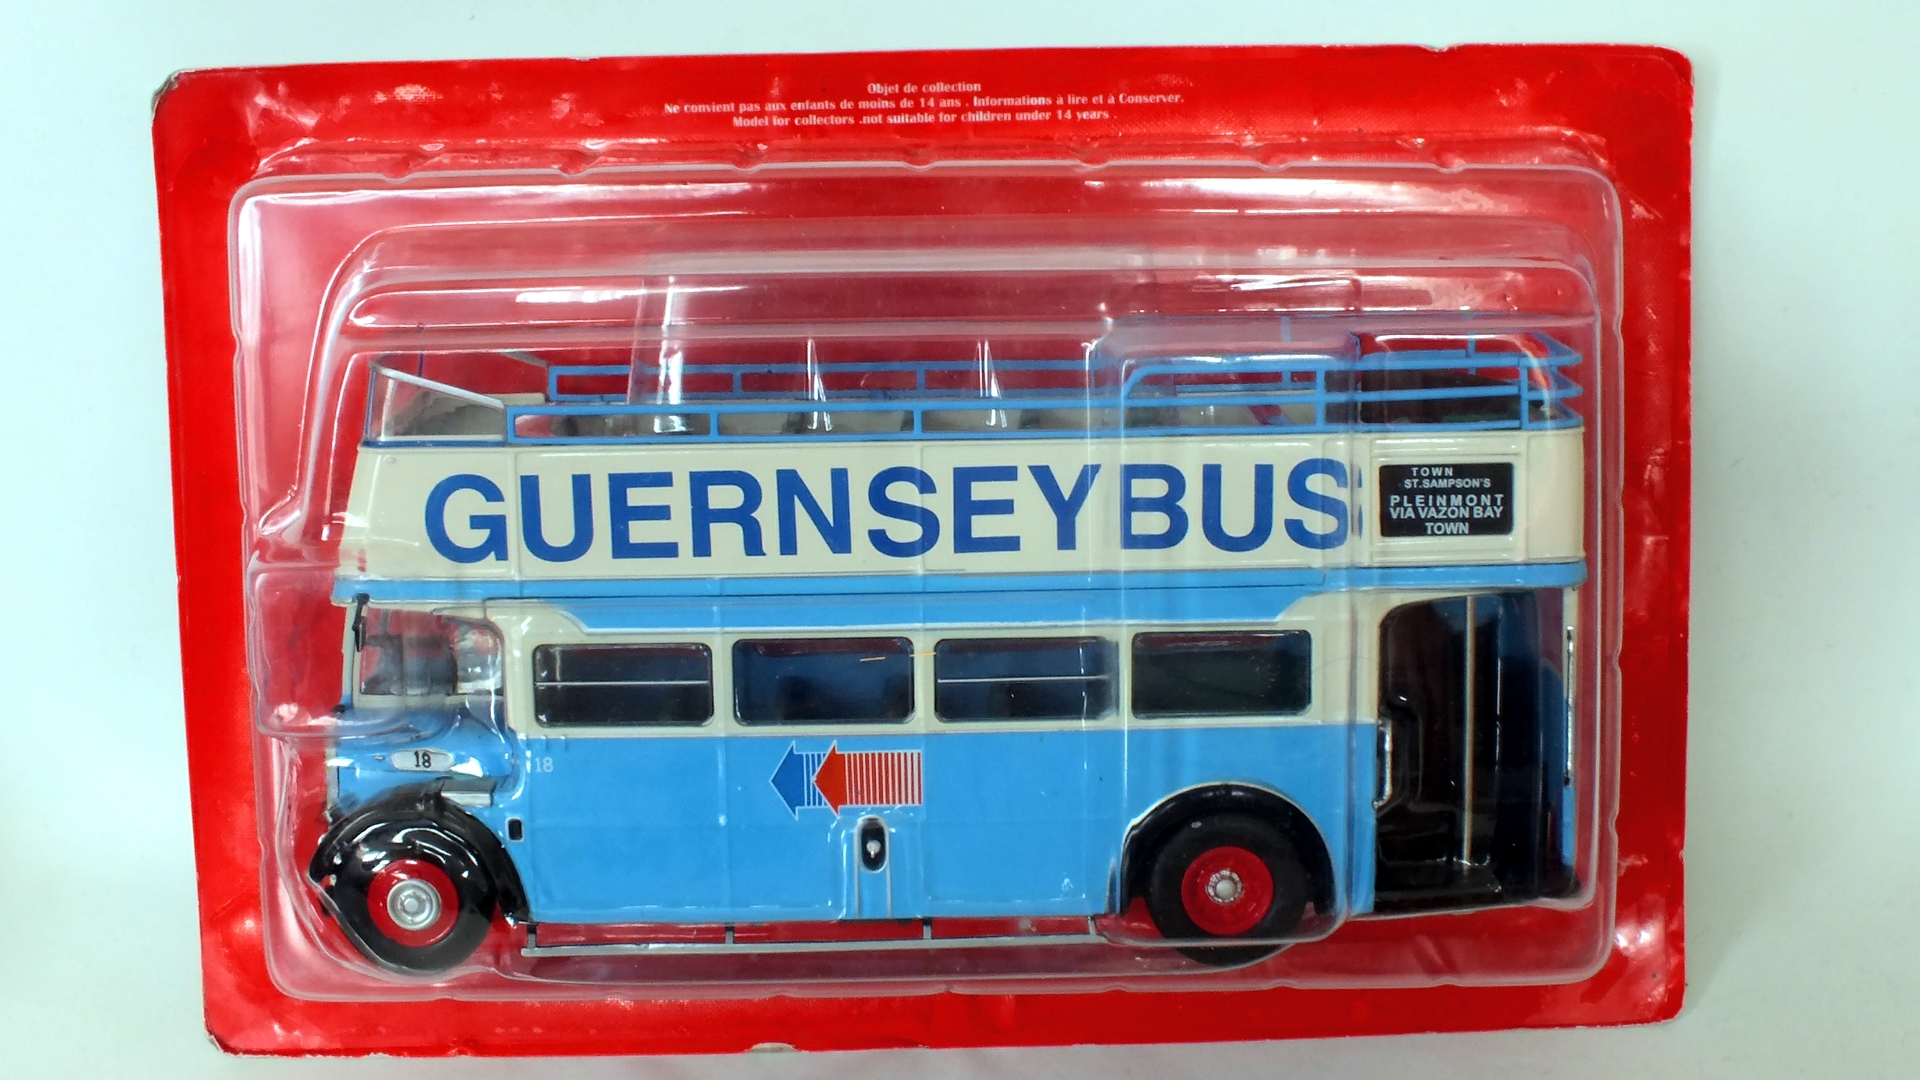 Objet de collection
Ne convient pas aux enfants de moins de 14 ans . Informations à lire et à Conserver.
Model for collectors .not suitable for children under 14 years .
GUERNSEYBUS
TOWN
ST.SAMPSON'S
PLEINMONT
VIA VAZON BAY
TOWN
18
18